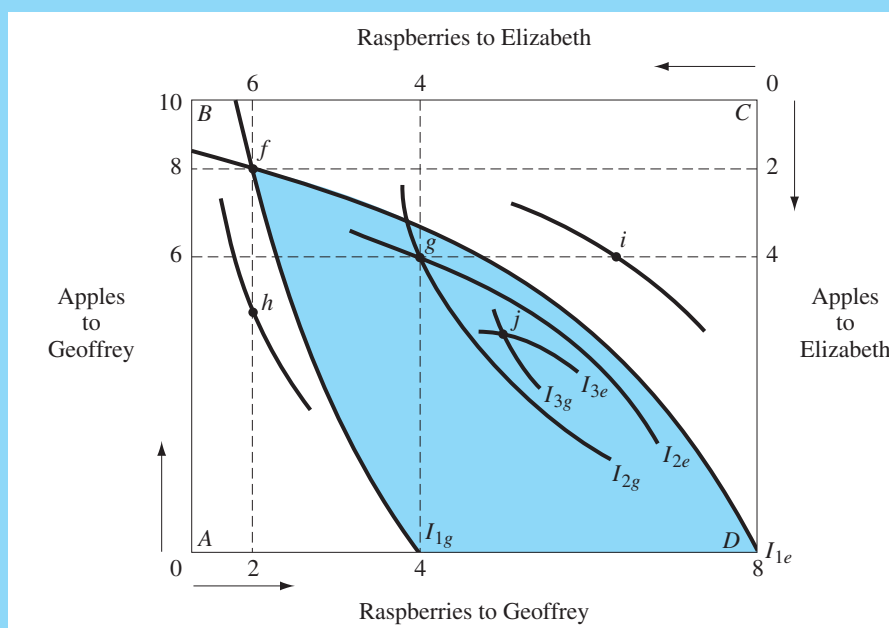 Raspberries to Elizabeth
6 4 0
10 B C
f
8 2
g i
6 4
Apples to Geoffrey
h
Apples to Elizabeth
j
I3e
I3g
I2e
I2g
A I1g D I1e
0 2 4 8
Raspberries to Geoffrey